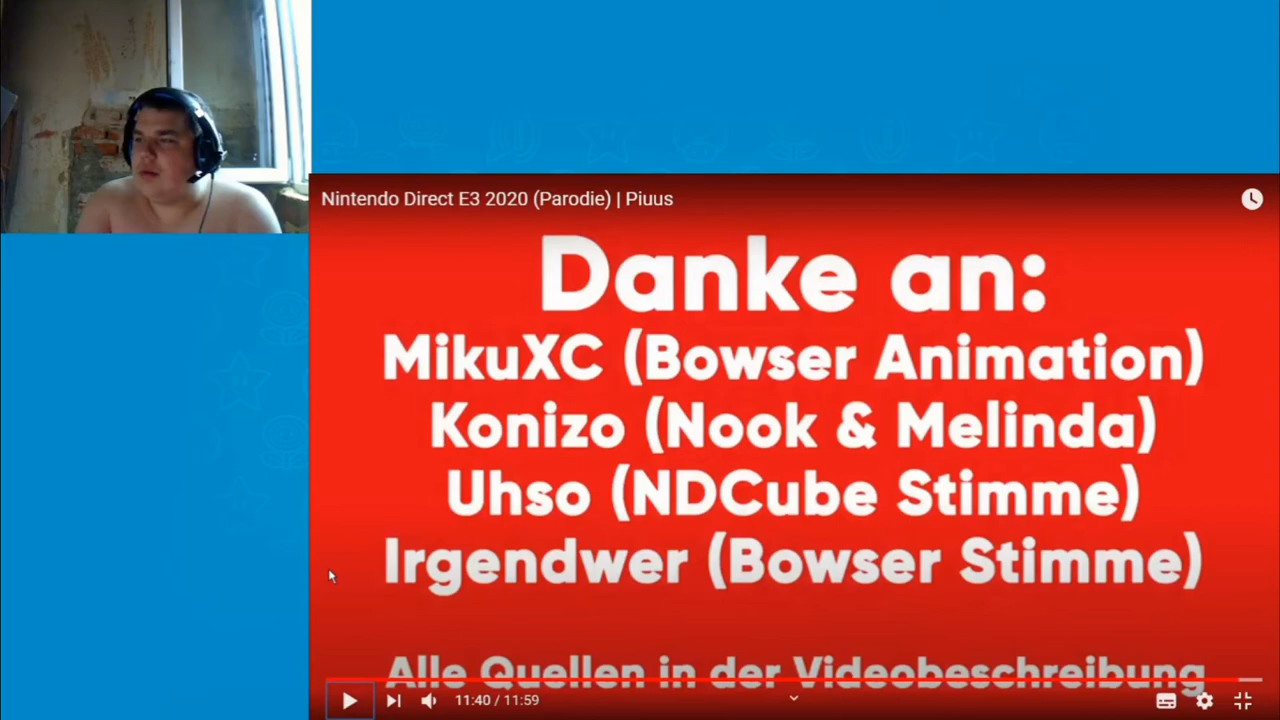 Nintendo Direct E3 2020 (Parodie) | Piuus
Danke an:
MikuXC (Bowser Animation)
Konizo (Nook & Melinda)
Uhso (NDCube Stimme)
Irgendwer (Bowser Stimme)
Alle Quellen in der Videobeschreibung
11:40 / 11:59